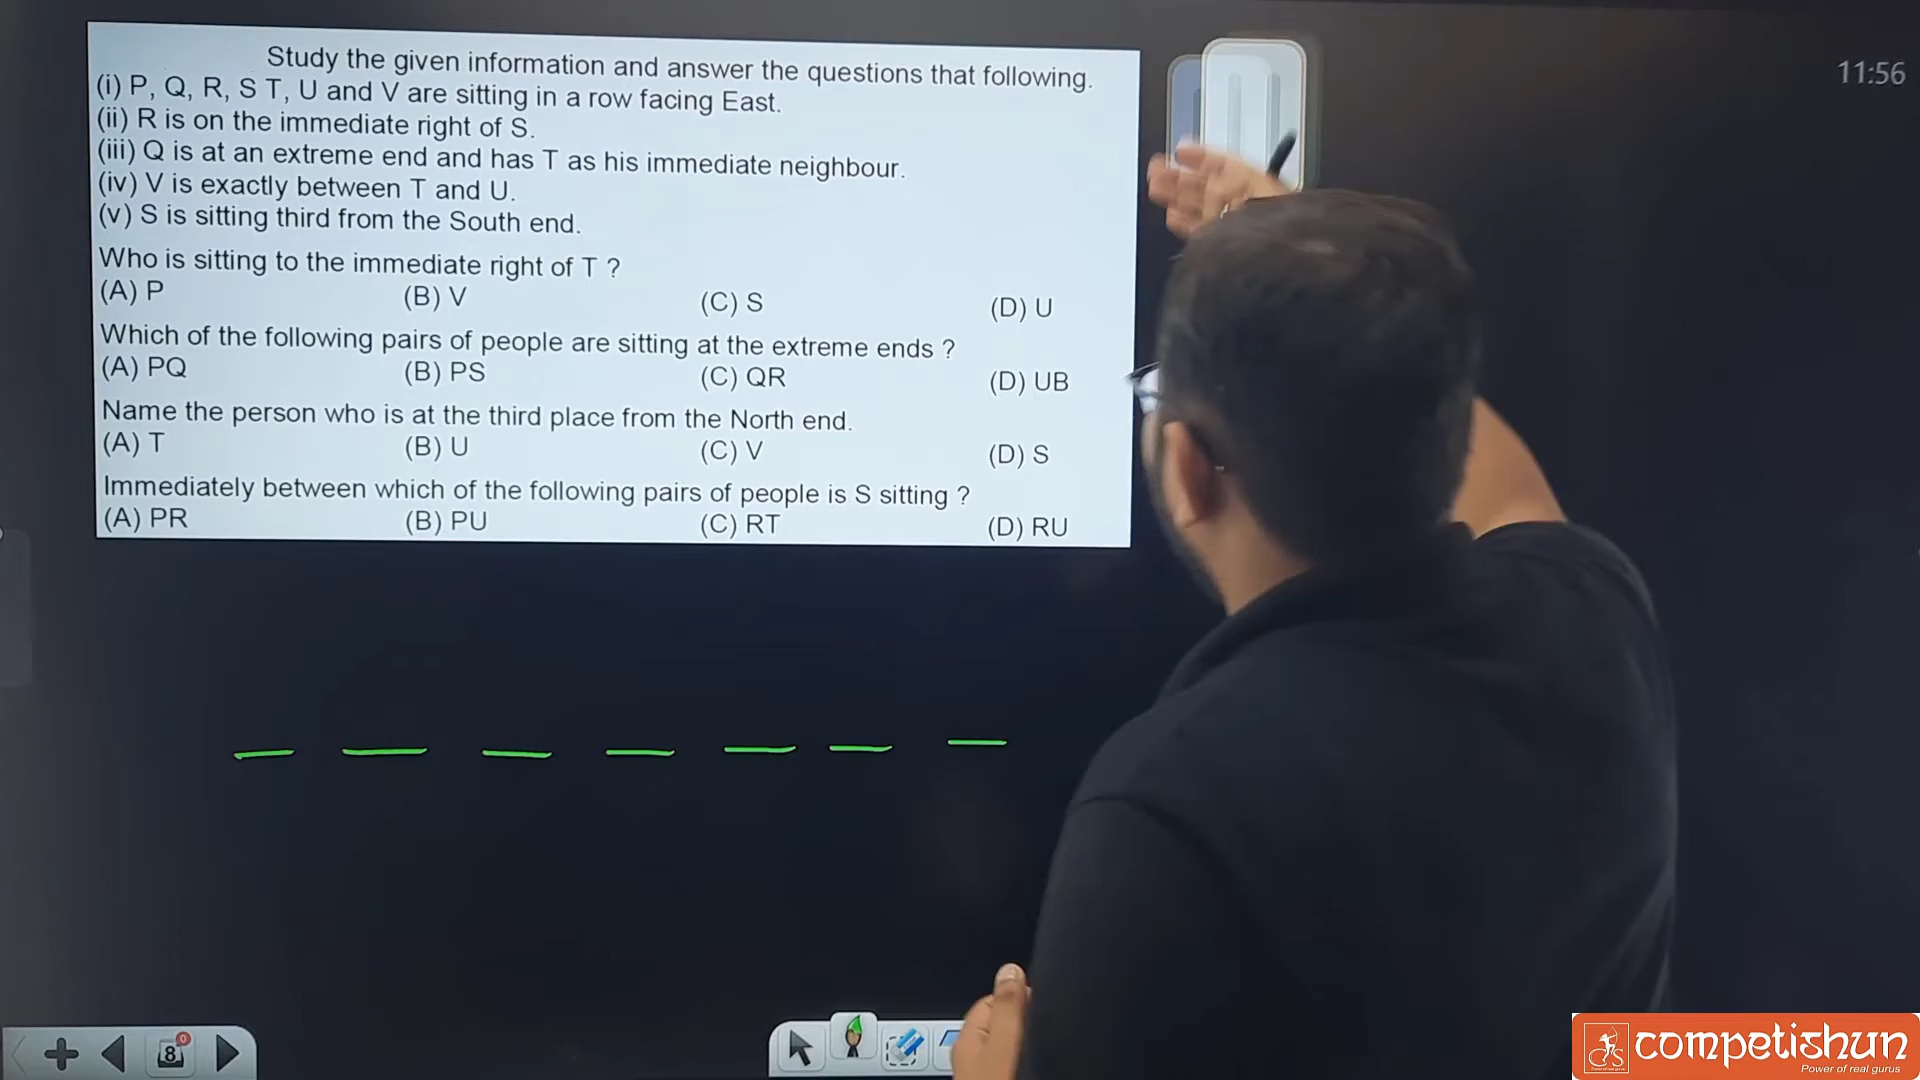 Study the given information and answer the questions that following.
(i) P, Q, R, S T, U and V are sitting in a row facing East.
(ii) R is on the immediate right of S.
(iii) Q is at an extreme end and has T as his immediate neighbour.
(iv) V is exactly between T and U.
(v) S is sitting third from the South end.
Who is sitting to the immediate right of T ?
(A) P (B) V (C) S (D) U
Which of the following pairs of people are sitting at the extreme ends ?
(A) PQ (B) PS (C) QR (D) UB
Name the person who is at the third place from the North end.
(A) T (B) U (C) V (D) S
Immediately between which of the following pairs of people is S sitting ?
(A) PR (B) PU (C) RT (D) RU
11:56
8
0
competishun
Power of real gurus